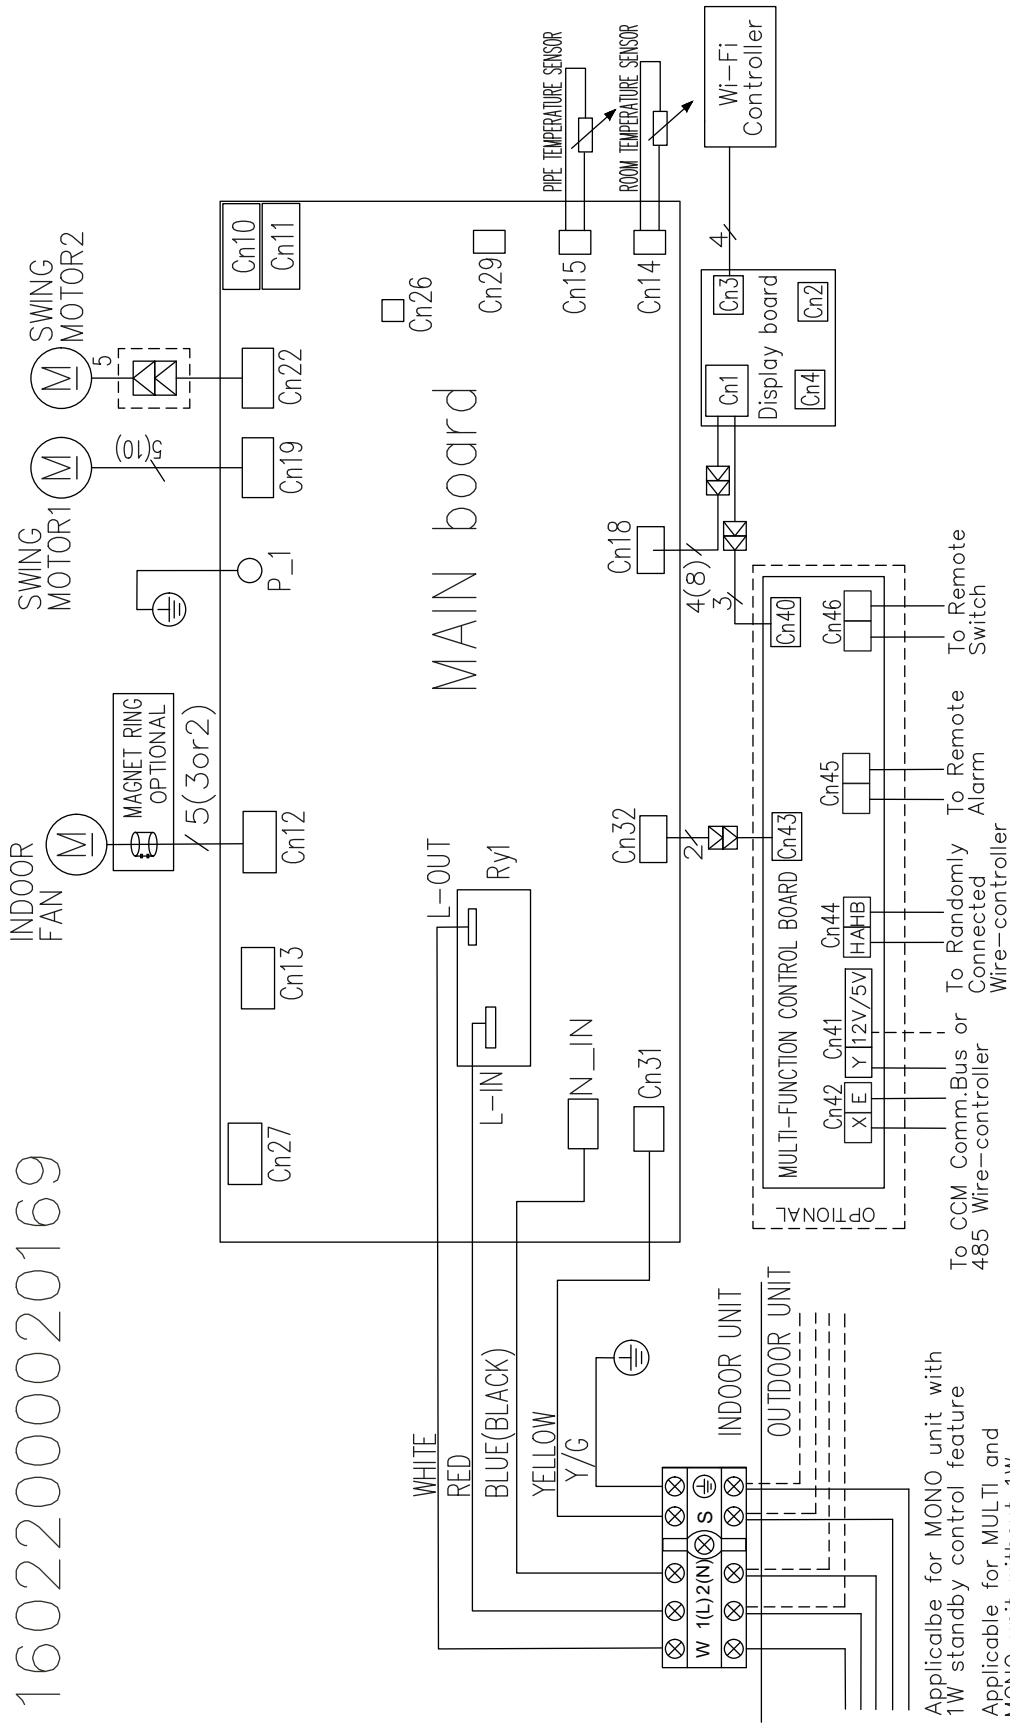 16022000020169
INDOOR
FAN
M
MAGNET RING
OPTIONAL
5(3or2)
SWING
MOTOR1
M
5(10)
SWING
MOTOR2
M
5
Cn27
Cn13
Cn12
P_1
Cn19
Cn22
Cn10
Cn11
L-OUT
Ry1
L-IN
N_IN
Cn31
MAIN board
Cn26
Cn29
Cn15
Cn14
PIPE TEMPERATURE SENSOR
ROOM TEMPERATURE SENSOR
Cn32
Cn18
2
4(8)
3
4
Wi-Fi
Controller
Cn1
Cn3
Display board
Cn4
Cn2
WHITE
RED
BLUE(BLACK)
YELLOW
Y/G
INDOOR UNIT
OUTDOOR UNIT
W 1(L) 2(N) S
OPTIONAL
MULTI-FUNCTION CONTROL BOARD
Cn43
Cn40
Cn42
Cn41
Cn44
Cn45
Cn46
X E
Y 12V/5V
HA HB
To CCM Comm.Bus or
485 Wire-controller
To Randomly
Connected
Wire-controller
To Remote
Alarm
To Remote
Switch
Applicalbe for MONO unit with
1W standby control feature
Applicable for MULTI and
MONO unit without 1W